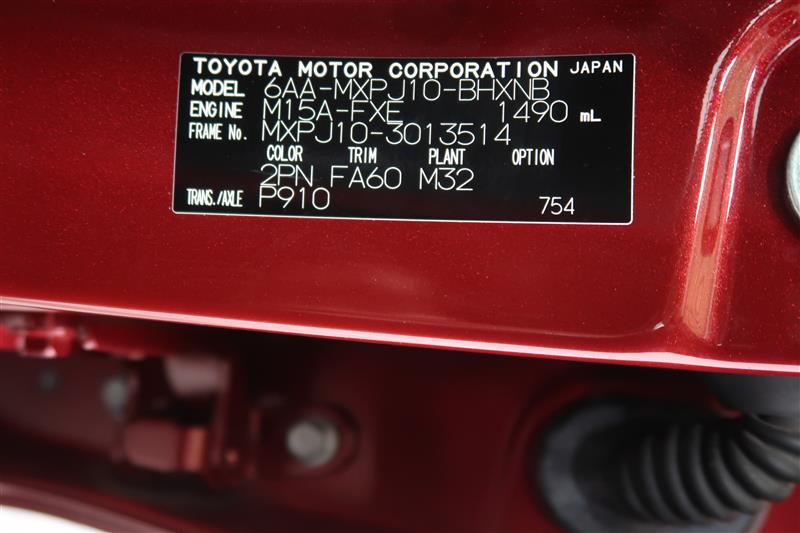 TOYOTA MOTOR CORPORATION JAPAN
MODEL 6AA-MXPJ10-BHXNB
ENGINE M15A-FXE 1490 mL
FRAME No. MXPJ10-3013514
COLOR TRIM PLANT OPTION
2PN FA60 M32
TRANS./AXLE P910 754